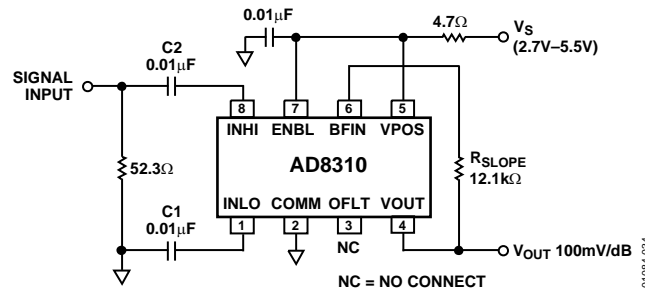 0.01μF
4.7Ω
VS
(2.7V–5.5V)
C2
0.01μF
SIGNAL
INPUT
8 7 6 5
INHI ENBL BFIN VPOS
AD8310
52.3Ω
RSLOPE
12.1kΩ
C1
0.01μF
INLO COMM OFLT VOUT
1 2 3 4
NC
VOUT 100mV/dB
NC = NO CONNECT
01084-034